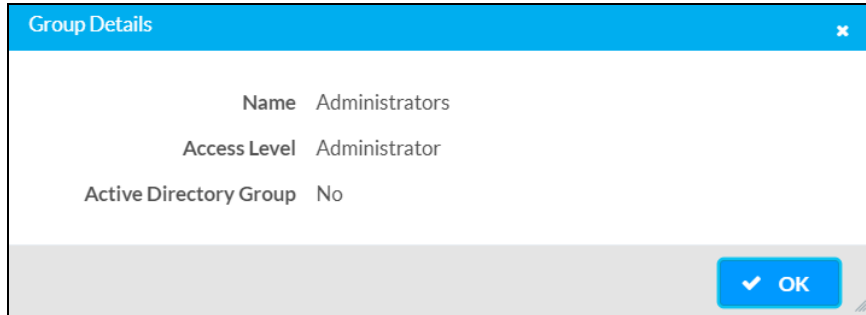 Group Details
Name Administrators
Access Level Administrator
Active Directory Group No
OK